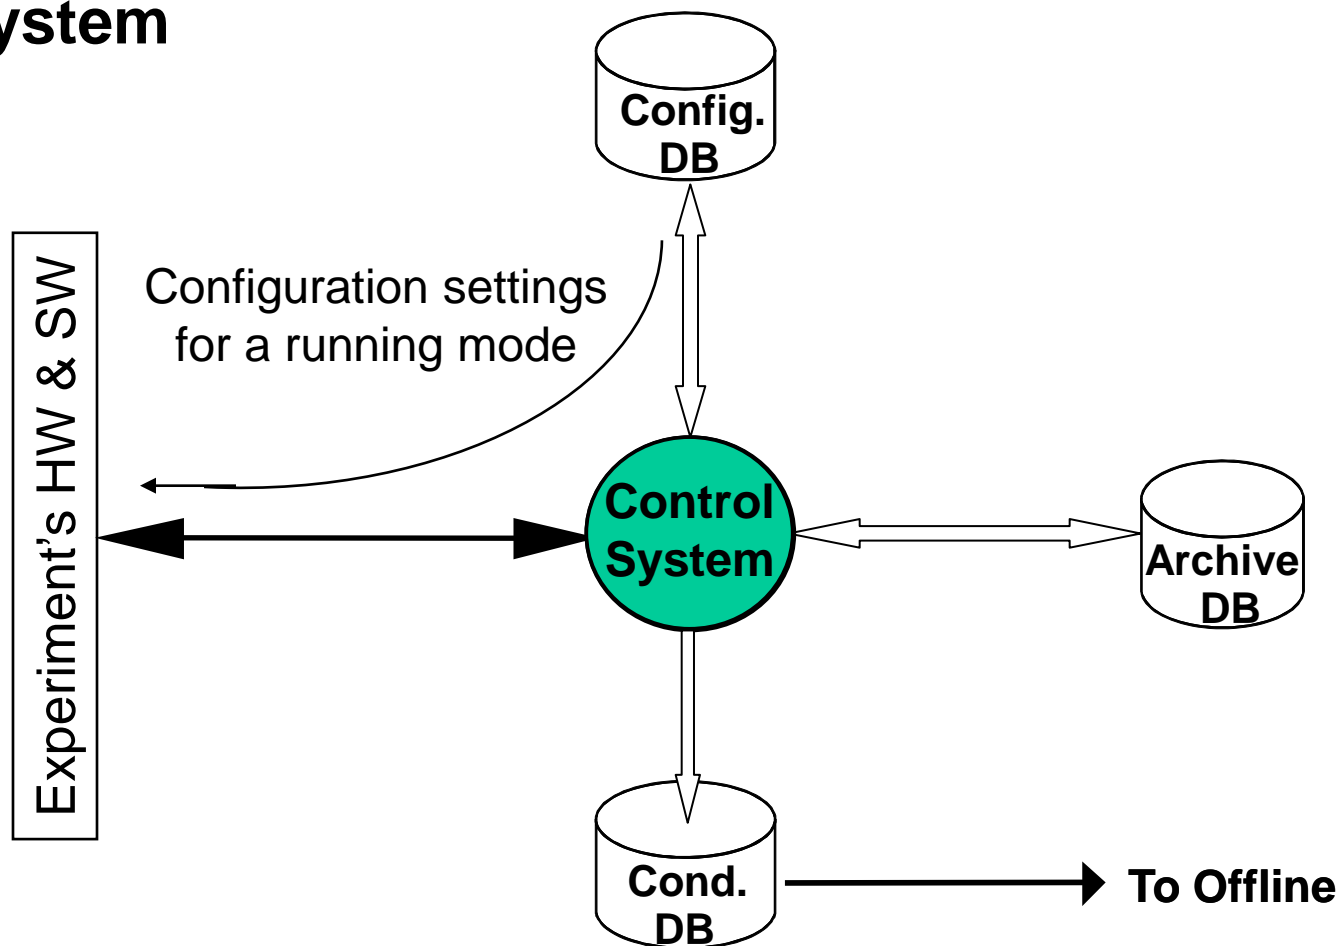 ystem
Config.
DB
Configuration settings
for a running mode
Experiment's HW & SW
Control
System
Archive
DB
Cond.
DB
To Offline